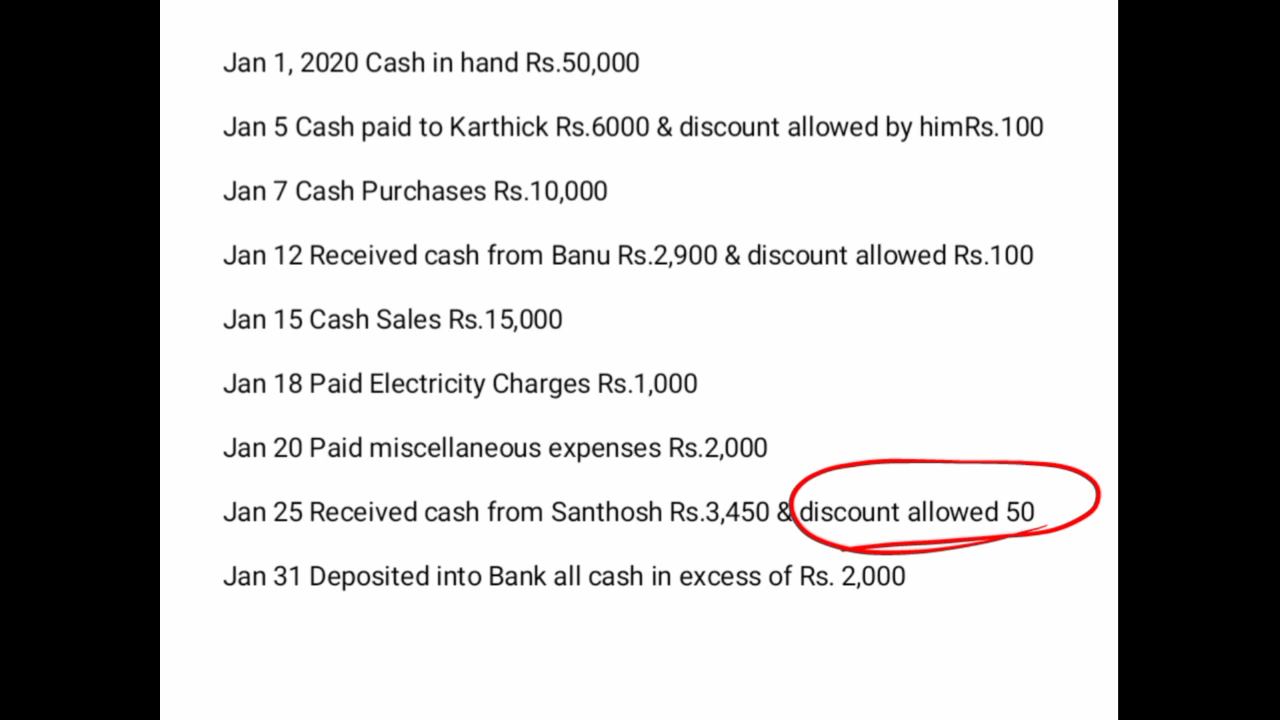 Jan 1, 2020 Cash in hand Rs.50,000
Jan 5 Cash paid to Karthick Rs.6000 & discount allowed by himRs.100
Jan 7 Cash Purchases Rs.10,000
Jan 12 Received cash from Banu Rs.2,900 & discount allowed Rs.100
Jan 15 Cash Sales Rs.15,000
Jan 18 Paid Electricity Charges Rs.1,000
Jan 20 Paid miscellaneous expenses Rs.2,000
Jan 25 Received cash from Santhosh Rs.3,450 & discount allowed 50
Jan 31 Deposited into Bank all cash in excess of Rs. 2,000